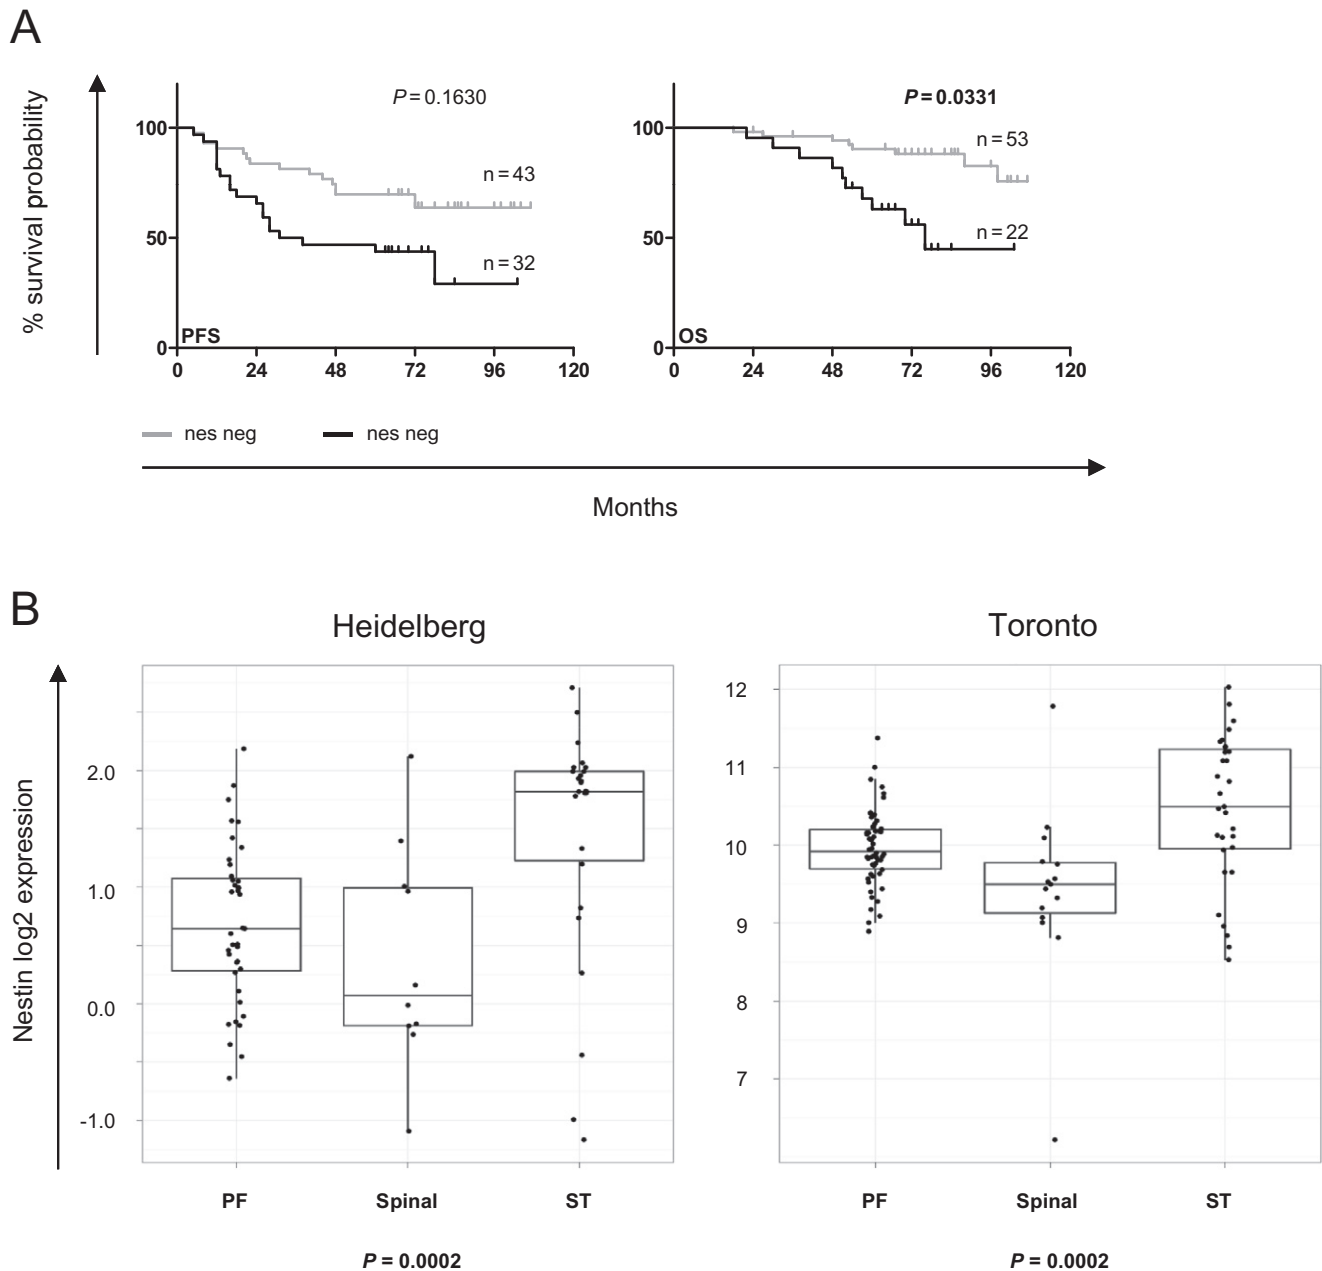 A
% survival probability
P = 0.1630
100
50
0
n = 43
n = 32
PFS
0 24 48 72 96 120
P = 0.0331
100
50
0
n = 53
n = 22
OS
0 24 48 72 96 120
nes neg nes neg
Months
B
Heidelberg
Toronto
Nestin log2 expression
2.0
1.0
0.0
-1.0
PF Spinal ST
P = 0.0002
12
11
10
9
8
7
PF Spinal ST
P = 0.0002